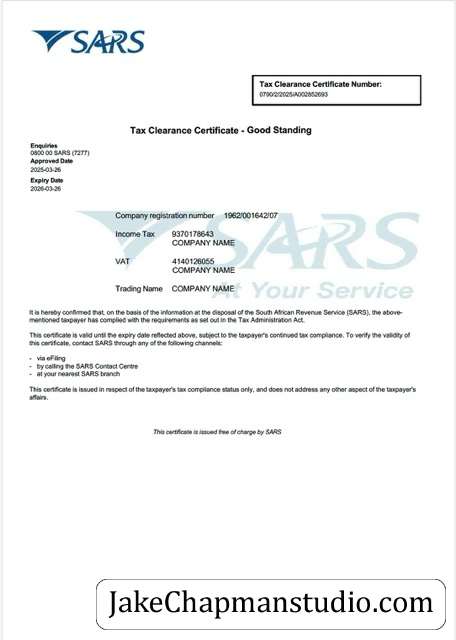 SARS
Tax Clearance Certificate Number:
0790/2/2025/A002852693
Tax Clearance Certificate - Good Standing
Enquiries
0800 00 SARS (7277)
Approved Date
2025-03-26
Expiry Date
2026-03-26
Company registration number 1962/001642/07
Income Tax 9370178643
COMPANY NAME
VAT 4140126055
COMPANY NAME
Trading Name COMPANY NAME
SARS
At Your Service
It is hereby confirmed that, on the basis of the information at the disposal of the South African Revenue Service (SARS), the above-
mentioned taxpayer has complied with the requirements as set out in the Tax Administration Act.
This certificate is valid until the expiry date reflected above, subject to the taxpayer's continued tax compliance. To verify the validity of
this certificate, contact SARS through any of the following channels:
- via eFiling
- by calling the SARS Contact Centre
- at your nearest SARS branch
This certificate is issued in respect of the taxpayer's tax compliance status only, and does not address any other aspect of the taxpayer's
affairs.
This certificate is issued free of charge by SARS
JakeChapmanstudio.com